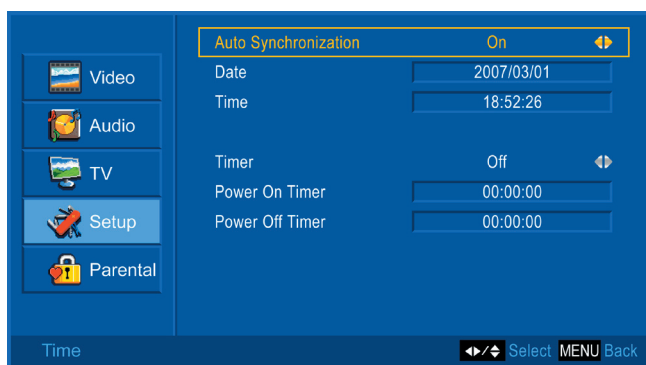 Video
Audio
TV
Setup
Parental
Auto Synchronization On
Date 2007/03/01
Time 18:52:26
Timer Off
Power On Timer 00:00:00
Power Off Timer 00:00:00
Time
Select MENU Back